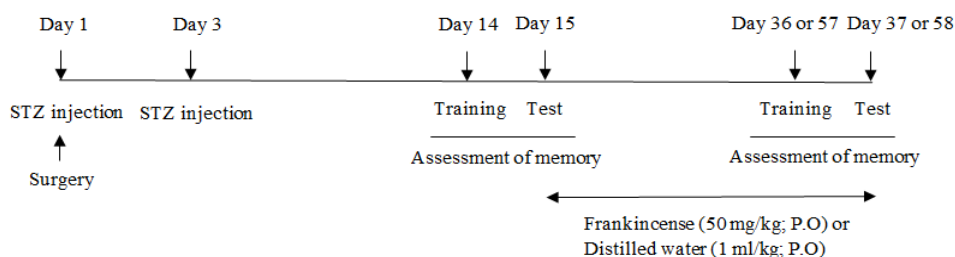 Day 1 Day 3 Day 14 Day 15 Day 36 or 57 Day 37 or 58
STZ injection STZ injection Training Test Training Test
Assessment of memory Assessment of memory
Surgery
Frankincense (50 mg/kg; P.O) or
Distilled water (1 ml/kg; P.O)